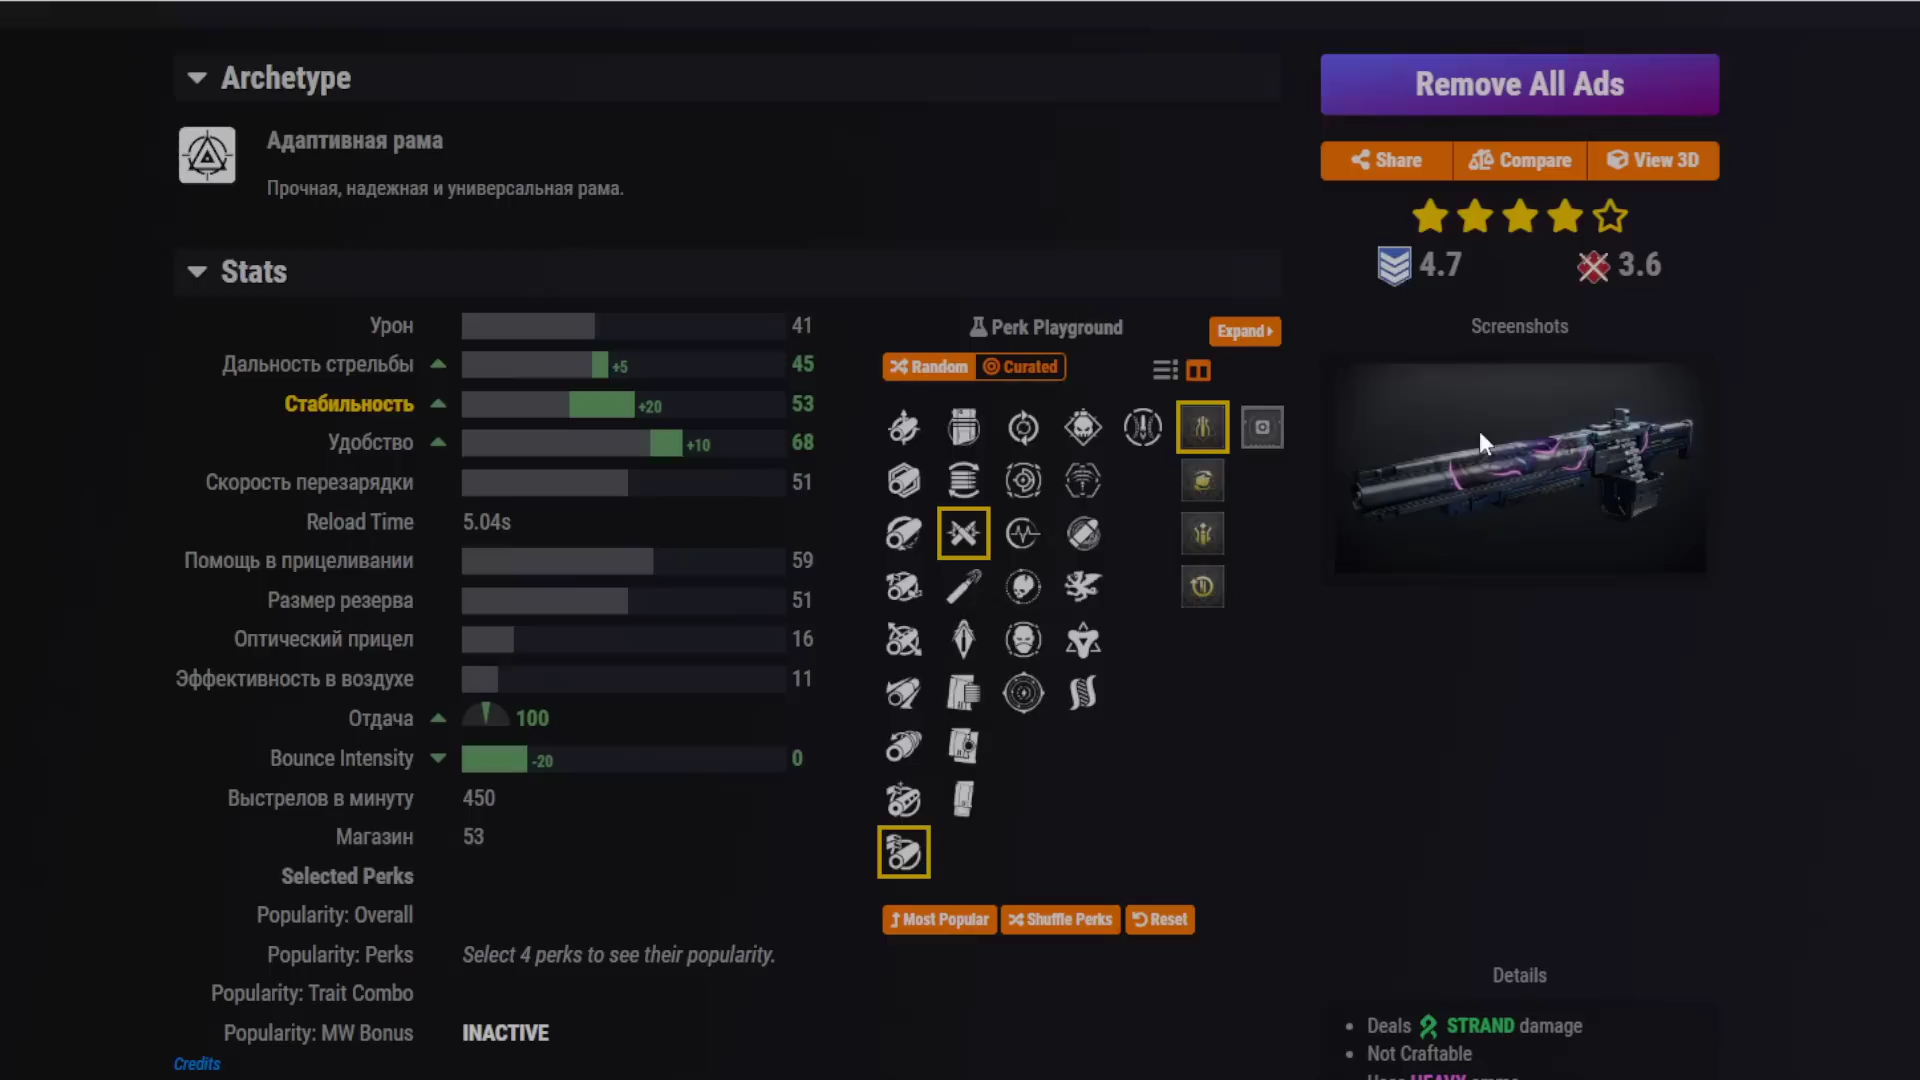 Archetype
Адаптивная рама
Прочная, надежная и универсальная рама.
Stats
Урон 41
Дальность стрельбы +5 45
Стабильность +20 53
Удобство +10 68
Скорость перезарядки 51
Reload Time 5.04s
Помощь в прицеливании 59
Размер резерва 51
Оптический прицел 16
Эффективность в воздухе 11
Отдача 100
Bounce Intensity -20 0
Выстрелов в минуту 450
Магазин 53
Selected Perks
Popularity: Overall
Popularity: Perks Select 4 perks to see their popularity.
Popularity: Trait Combo
Popularity: MW Bonus INACTIVE
Credits
Perk Playground
Expand
Random Curated
Most Popular Shuffle Perks Reset
Remove All Ads
Share Compare View 3D
4.7 3.6
Screenshots
Details
Deals STRAND damage
Not Craftable